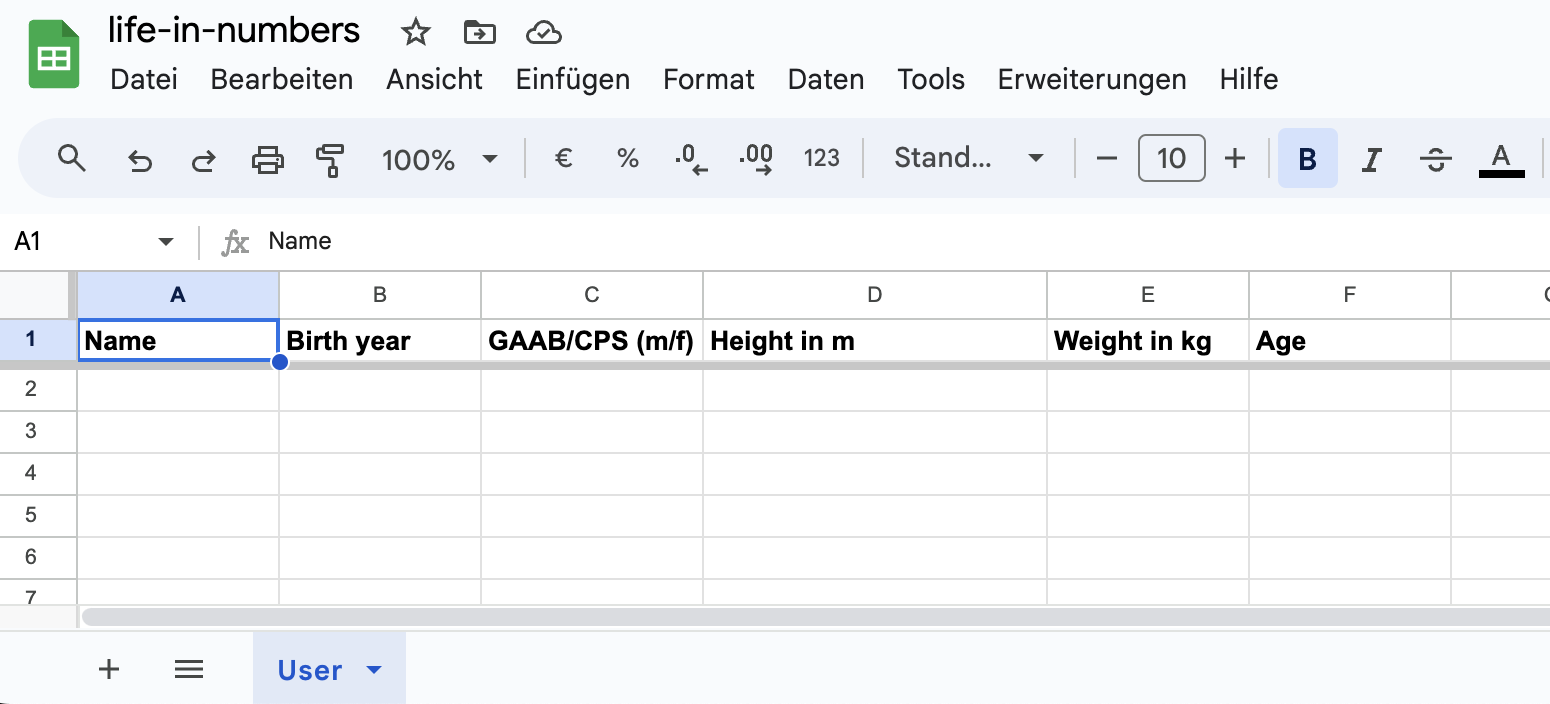 life-in-numbers
Datei Bearbeiten Ansicht Einfügen Format Daten Tools Erweiterungen Hilfe
100% € % .0 .00 123 Stand... 10 B I A
A1 fx Name
A B C D E F
1 Name Birth year GAAB/CPS (m/f) Height in m Weight in kg Age
2
3
4
5
6
7
User